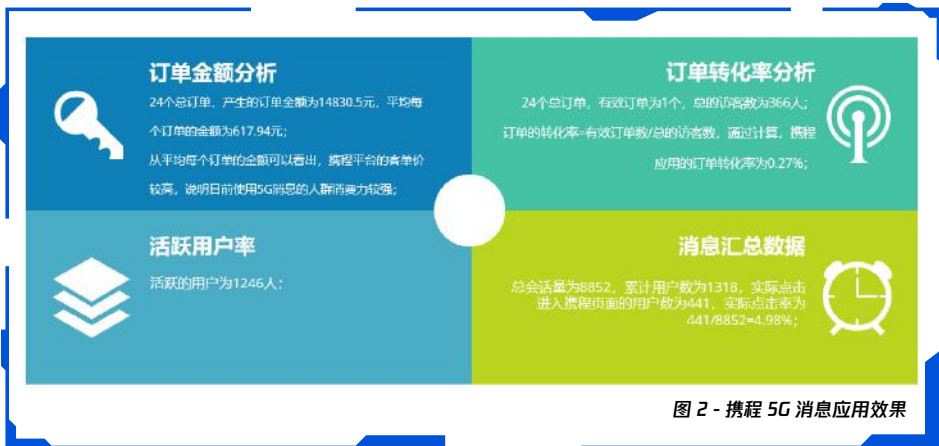 订单金额分析
24个总订单，产生的订单金额为14830.5元，平均每
个订单的金额为617.94元；
从平均每个订单的金额可以看出，携程平台的客单价
较高，说明目前使用5G消息的人群消费力较强；
订单转化率分析
24个总订单，有效订单为1个，总的访客数为366人；
订单的转化率=有效订单数/总的访客数，通过计算，携程
应用的订单转化率为0.27%；
活跃用户率
活跃的用户为1246人；
消息汇总数据
总会话量为8852，累计用户数为1318，实际点击
进入携程页面的用户数为441，实际点击率为
441/8852=4.98%；
图 2 - 携程 5G 消息应用效果